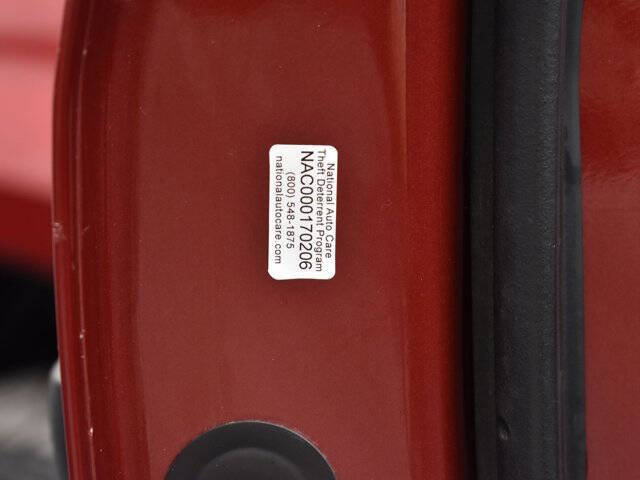 National Auto Care
Theft Deterrent Program
NAC000170206
(800) 548-1875
nationalautocare.com